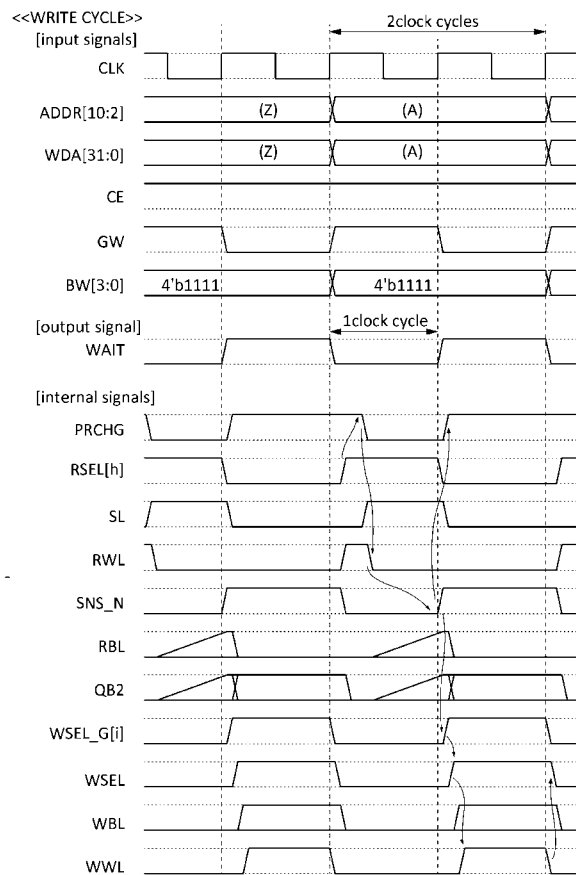 <<WRITE CYCLE>>
2clock cycles
[input signals]
CLK
ADDR[10:2] (Z) (A)
WDA[31:0] (Z) (A)
CE
GW
BW[3:0] 4'b1111 4'b1111
[output signal] 1clock cycle
WAIT
[internal signals]
PRCHG
RSEL[h]
SL
RWL
SNS_N
RBL
QB2
WSEL_G[i]
WSEL
WBL
WWL